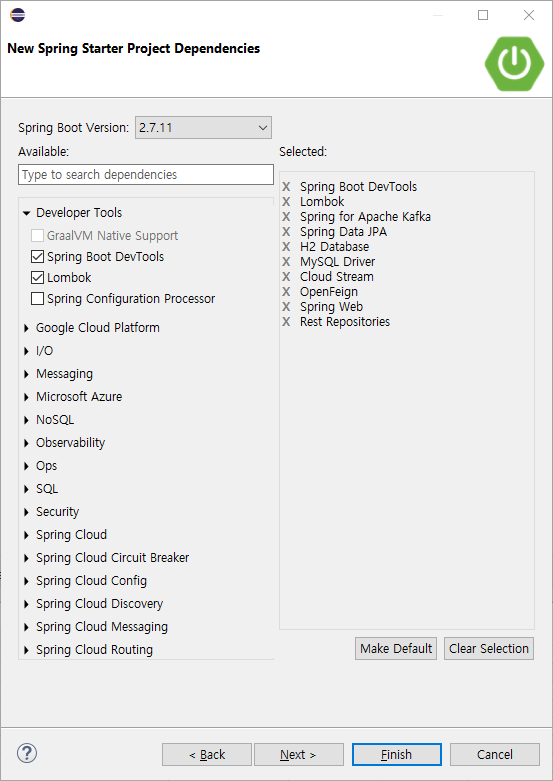 New Spring Starter Project Dependencies
Spring Boot Version: 2.7.11
Available:
Type to search dependencies
Developer Tools
GraalVM Native Support
Spring Boot DevTools
Lombok
Spring Configuration Processor
Google Cloud Platform
I/O
Messaging
Microsoft Azure
NoSQL
Observability
Ops
SQL
Security
Spring Cloud
Spring Cloud Circuit Breaker
Spring Cloud Config
Spring Cloud Discovery
Spring Cloud Messaging
Spring Cloud Routing
Selected:
X Spring Boot DevTools
X Lombok
X Spring for Apache Kafka
X Spring Data JPA
X H2 Database
X MySQL Driver
X Cloud Stream
X OpenFeign
X Spring Web
X Rest Repositories
Make Default Clear Selection
? < Back Next > Finish Cancel